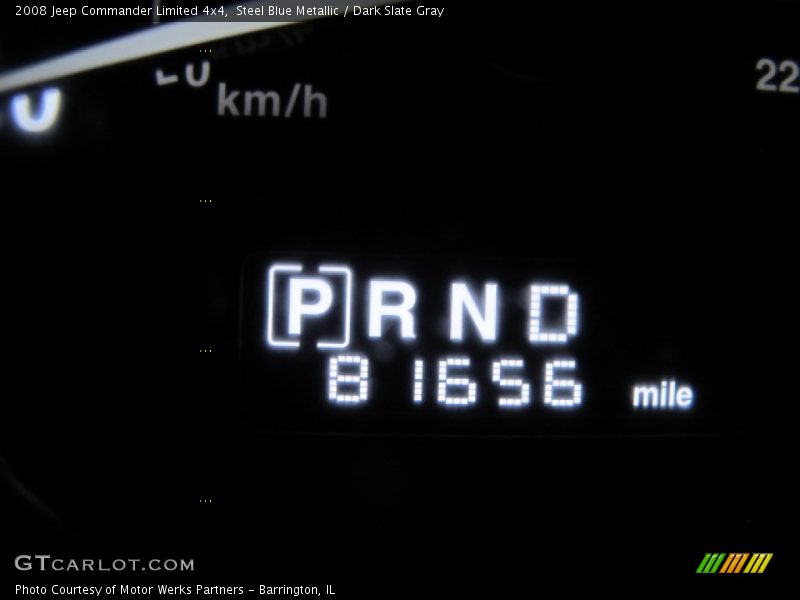 2008 Jeep Commander Limited 4x4,  Steel Blue Metallic / Dark Slate Gray
km/h
22
P R N D
81656 mile
GTCARLOT.COM
Photo Courtesy of Motor Werks Partners - Barrington, IL